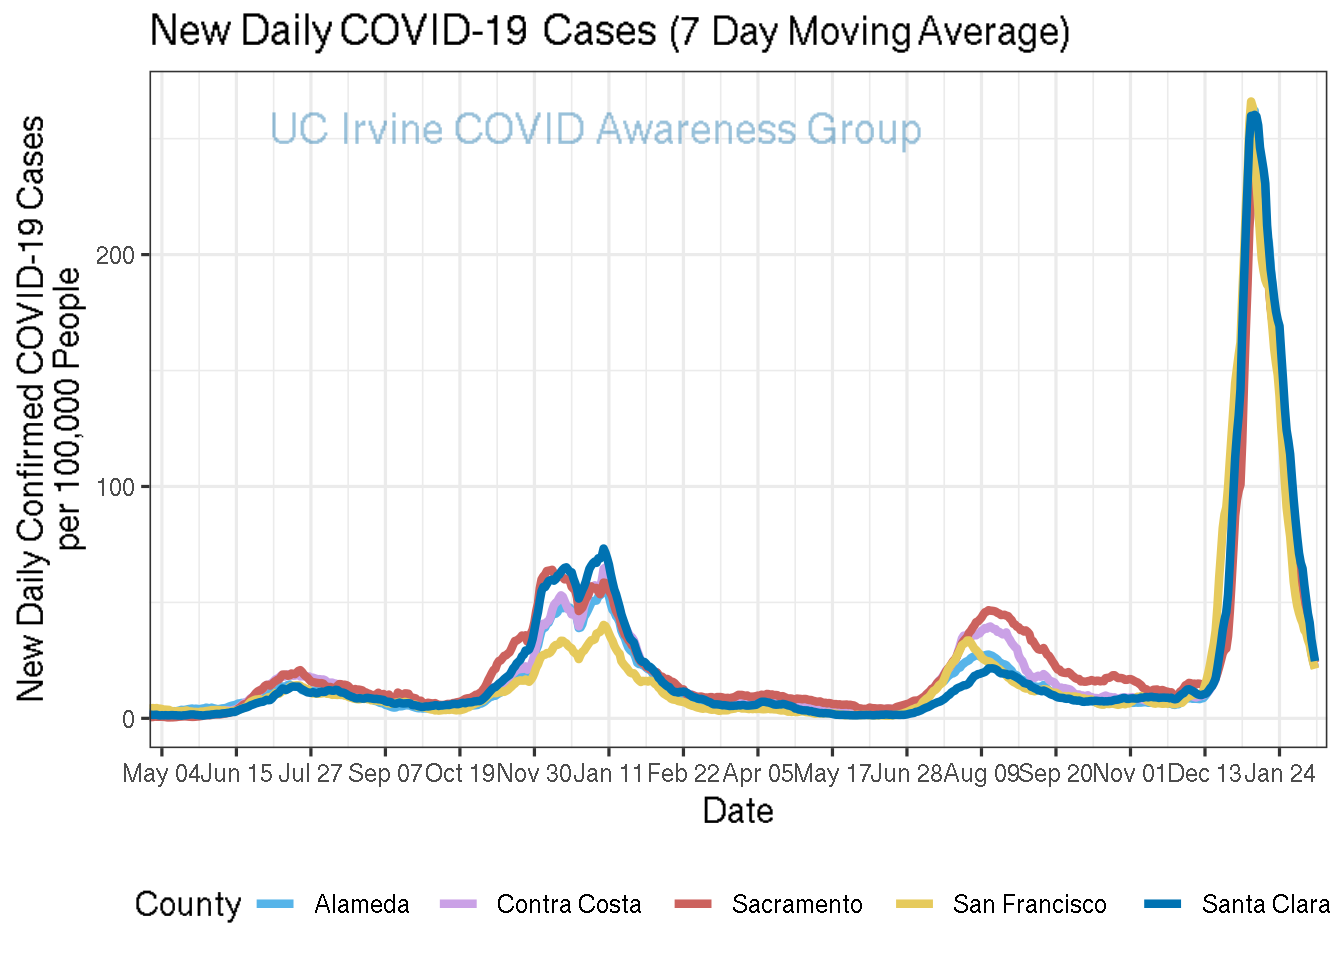 New Daily COVID-19 Cases (7 Day Moving Average)
UC Irvine COVID Awareness Group
New Daily Confirmed COVID-19 Cases
per 100,000 People
200
100
0
May 04 Jun 15 Jul 27 Sep 07 Oct 19 Nov 30 Jan 11 Feb 22 Apr 05 May 17 Jun 28 Aug 09 Sep 20 Nov 01 Dec 13 Jan 24
Date
County Alameda Contra Costa Sacramento San Francisco Santa Clara